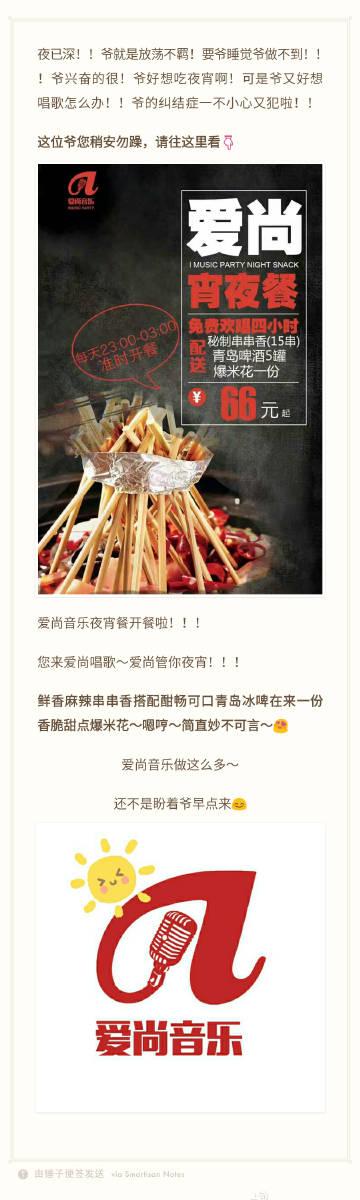 夜已深！！爷就是放荡不羁！要爷睡觉爷做不到！！
！爷兴奋的很！爷好想吃夜宵啊！可是爷又好想
唱歌怎么办！！爷的纠结症一不小心又犯啦！！
这位爷您稍安勿躁，请往这里看👇
a
爱尚音乐
MUSIC PARTY
爱尚
I MUSIC PARTY NIGHT SNACK
宵夜餐
免费欢唱四小时
配送
秘制串串香(15串)
青岛啤酒5罐
爆米花一份
¥ 66元起
每天23:00-03:00
准时开餐
爱尚音乐夜宵餐开餐啦！！！
您来爱尚唱歌～爱尚管你夜宵！！！
鲜香麻辣串串香搭配酣畅可口青岛冰啤在来一份
香脆甜点爆米花～嗯哼～简直妙不可言～😍
爱尚音乐做这么多～
还不是盼着爷早点来😊
a
爱尚音乐
由锤子便签发送 via Smartisan Notes